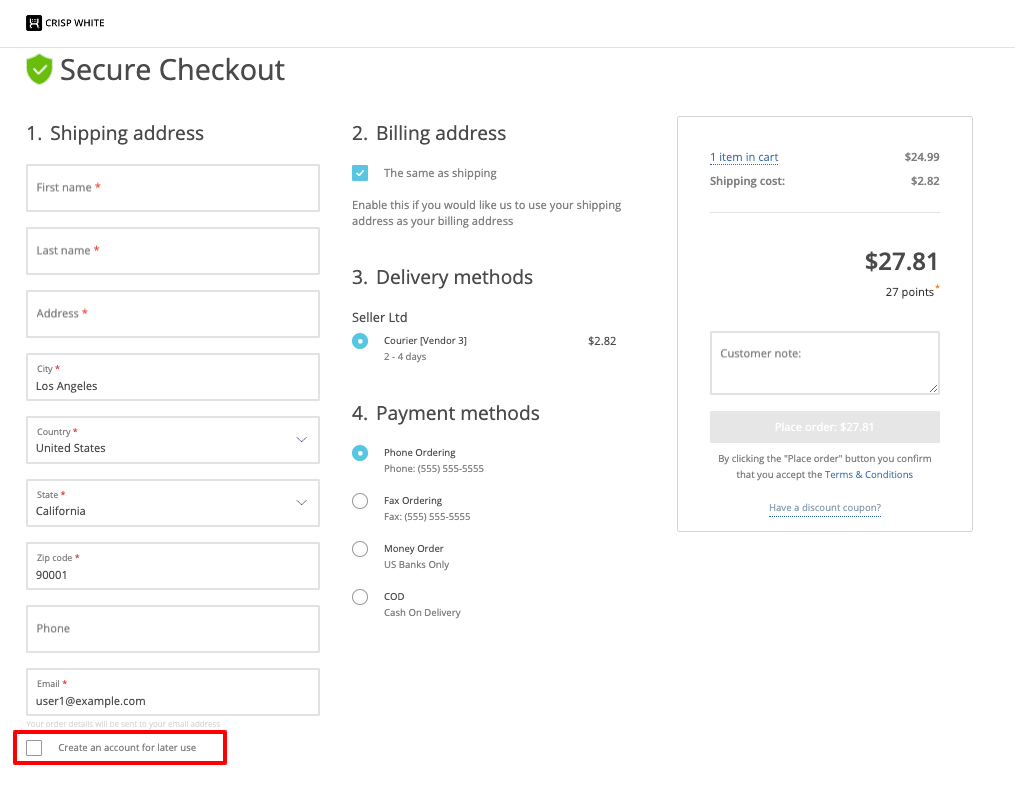 CRISP WHITE
Secure Checkout
1. Shipping address
First name *
Last name *
Address *
City *
Los Angeles
Country *
United States
State *
California
Zip code *
90001
Phone
Email *
user1@example.com
Your order details will be sent to your email address
Create an account for later use
2. Billing address
The same as shipping
Enable this if you would like us to use your shipping
address as your billing address
3. Delivery methods
Seller Ltd
Courier [Vendor 3] $2.82
2 - 4 days
4. Payment methods
Phone Ordering
Phone: (555) 555-5555
Fax Ordering
Fax: (555) 555-5555
Money Order
US Banks Only
COD
Cash On Delivery
1 item in cart $24.99
Shipping cost: $2.82
$27.81
27 points*
Customer note:
Place order: $27.81
By clicking the "Place order" button you confirm
that you accept the Terms & Conditions
Have a discount coupon?